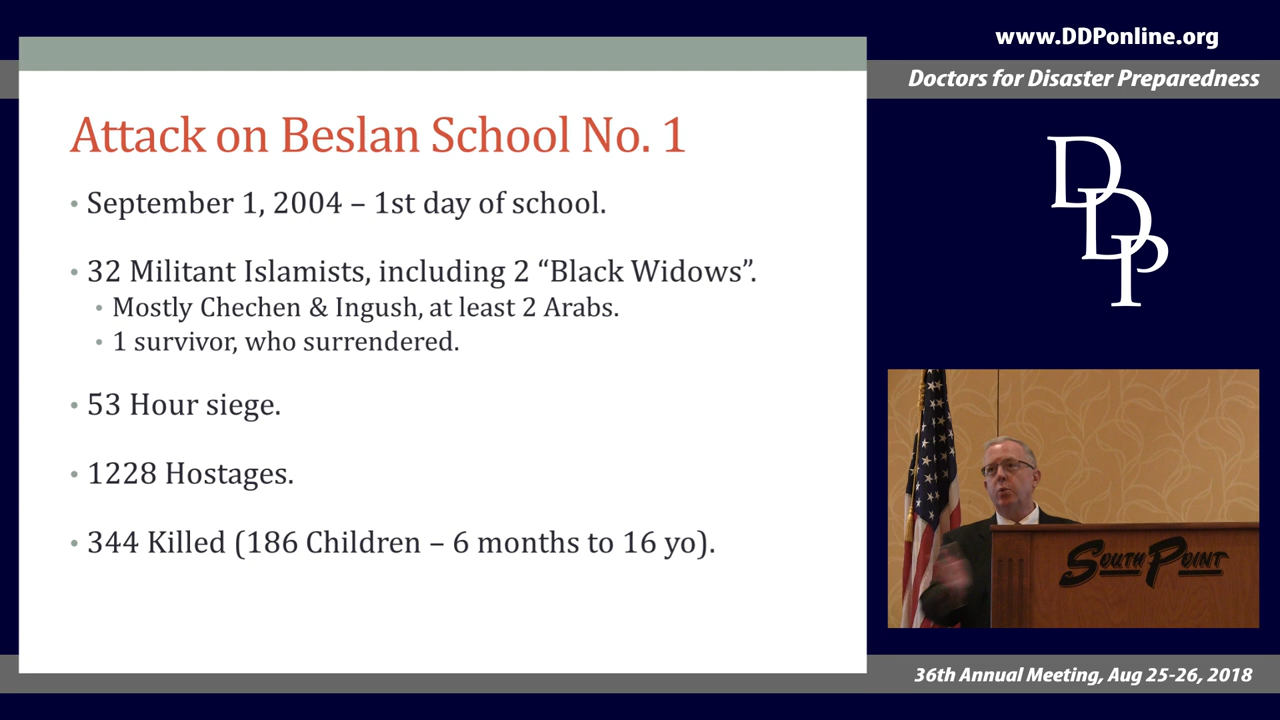 www.DDPonline.org
Doctors for Disaster Preparedness
Attack on Beslan School No. 1
• September 1, 2004 – 1st day of school.
• 32 Militant Islamists, including 2 “Black Widows”.
• Mostly Chechen & Ingush, at least 2 Arabs.
• 1 survivor, who surrendered.
• 53 Hour siege.
• 1228 Hostages.
• 344 Killed (186 Children – 6 months to 16 yo).
DDP
SOUTH POINT
36th Annual Meeting, Aug 25-26, 2018